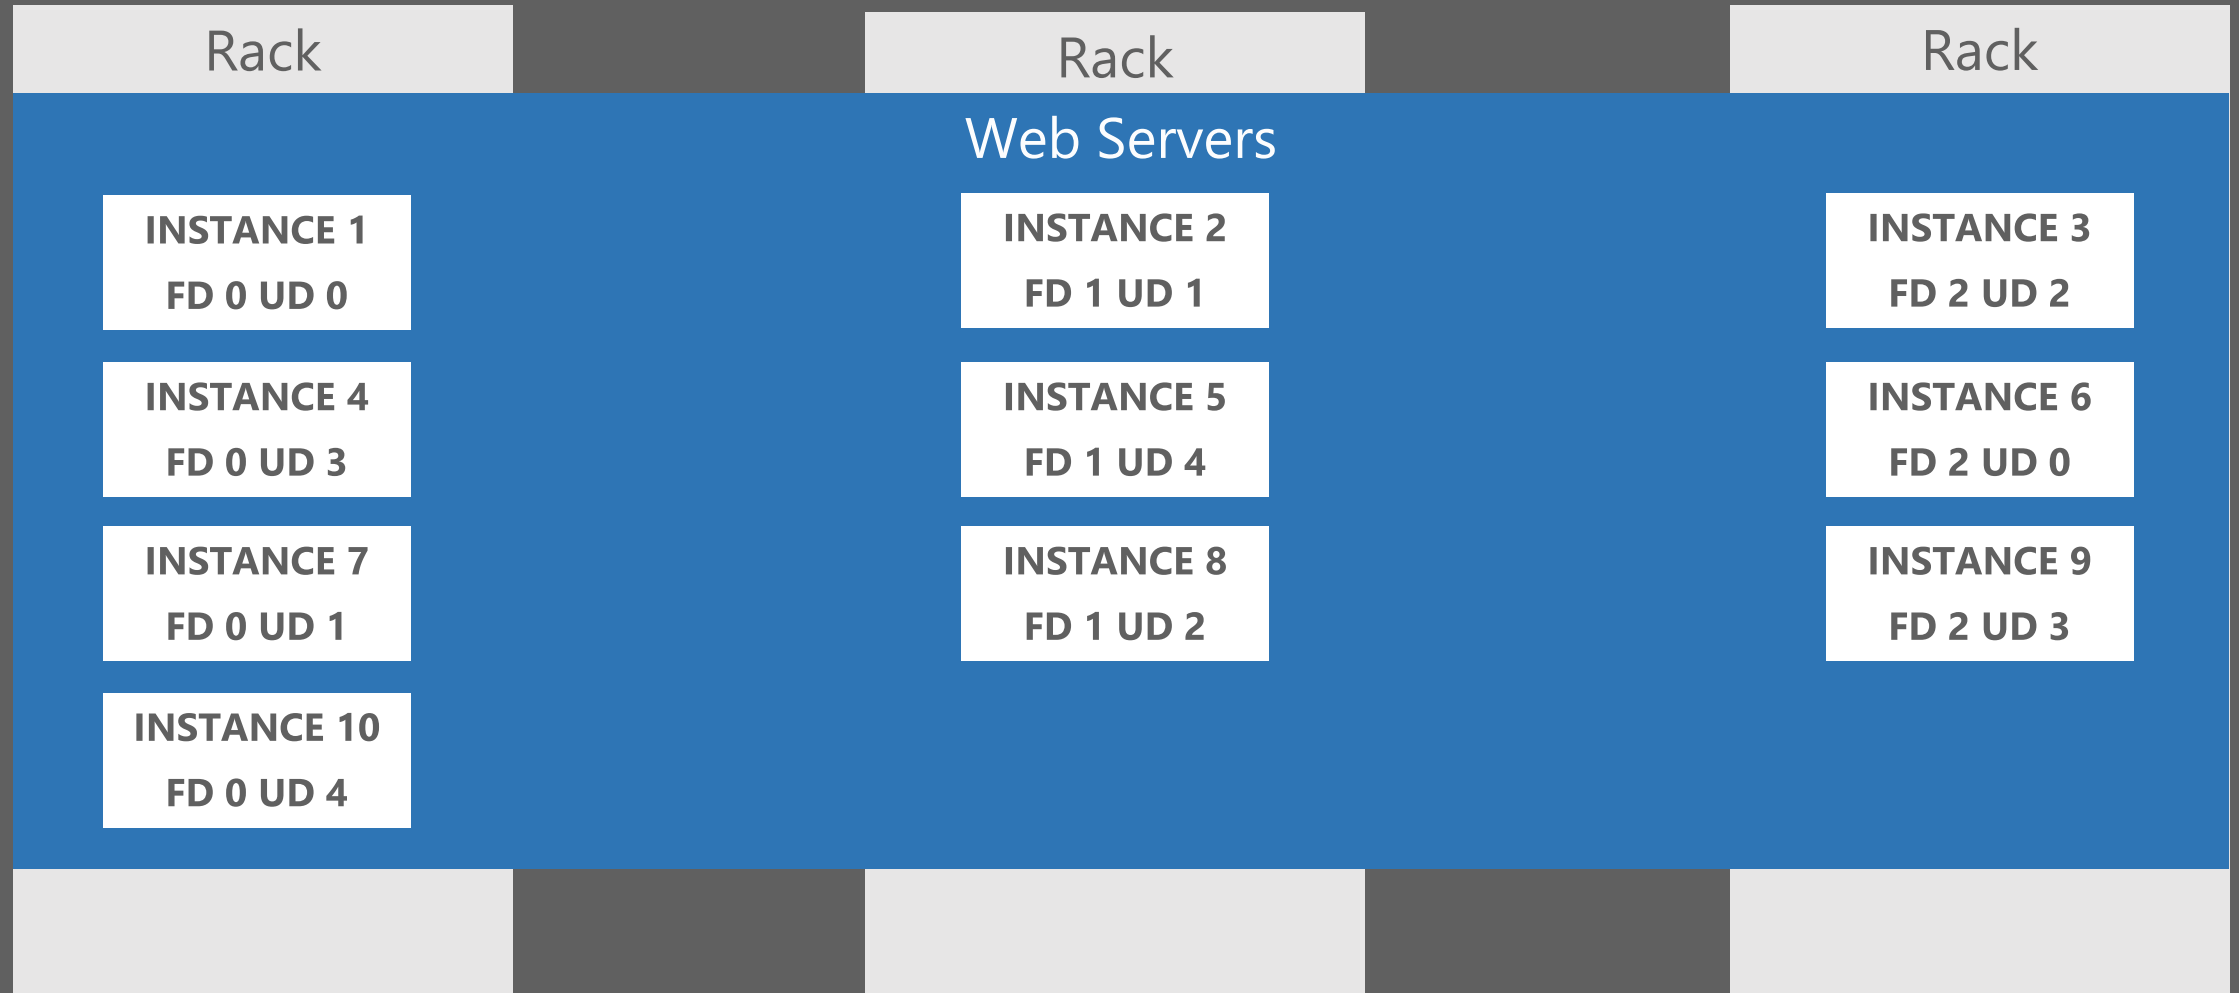 Rack
Rack
Rack
Web Servers
INSTANCE 1
FD 0 UD 0
INSTANCE 2
FD 1 UD 1
INSTANCE 3
FD 2 UD 2
INSTANCE 4
FD 0 UD 3
INSTANCE 5
FD 1 UD 4
INSTANCE 6
FD 2 UD 0
INSTANCE 7
FD 0 UD 1
INSTANCE 8
FD 1 UD 2
INSTANCE 9
FD 2 UD 3
INSTANCE 10
FD 0 UD 4